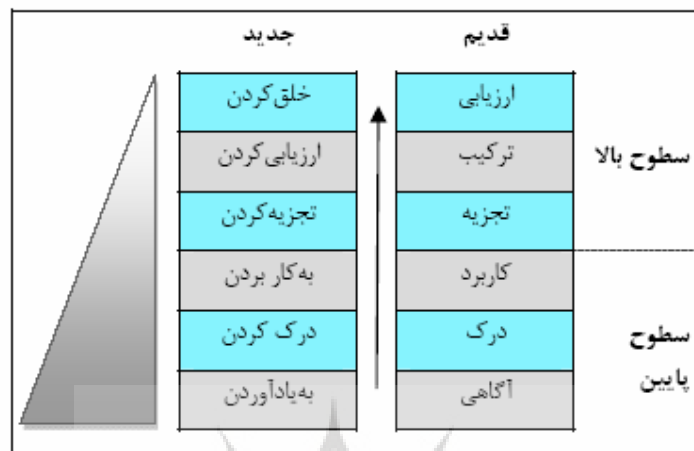 قدیم
جدید
ارزیابی
خلق‌کردن
ترکیب
ارزیابی‌کردن
سطوح بالا
تجزیه
تجزیه‌کردن
کاربرد
به‌کار بردن
درک
درک کردن
سطوح
پایین
آگاهی
به‌یادآوردن